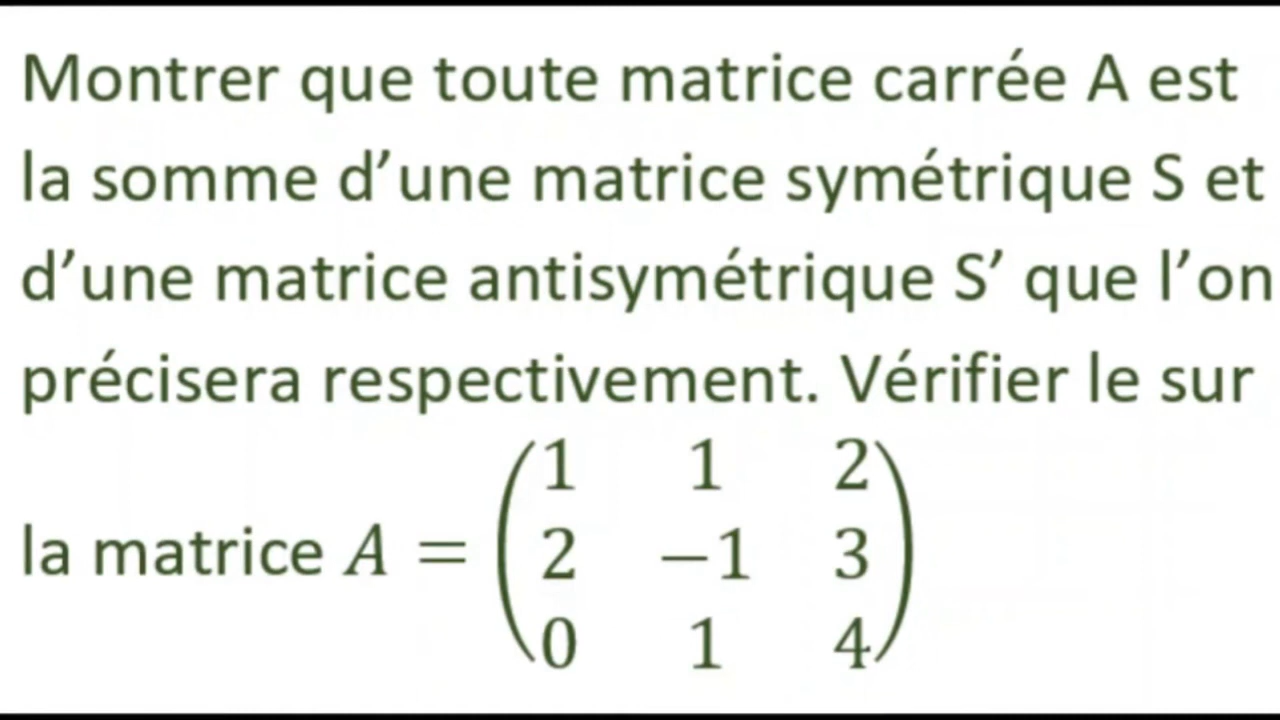 Montrer que toute matrice carrée A est
la somme d’une matrice symétrique S et
d’une matrice antisymétrique S’ que l’on
précisera respectivement. Vérifier le sur
1 1 2
la matrice A = 2 −1 3
0 1 4